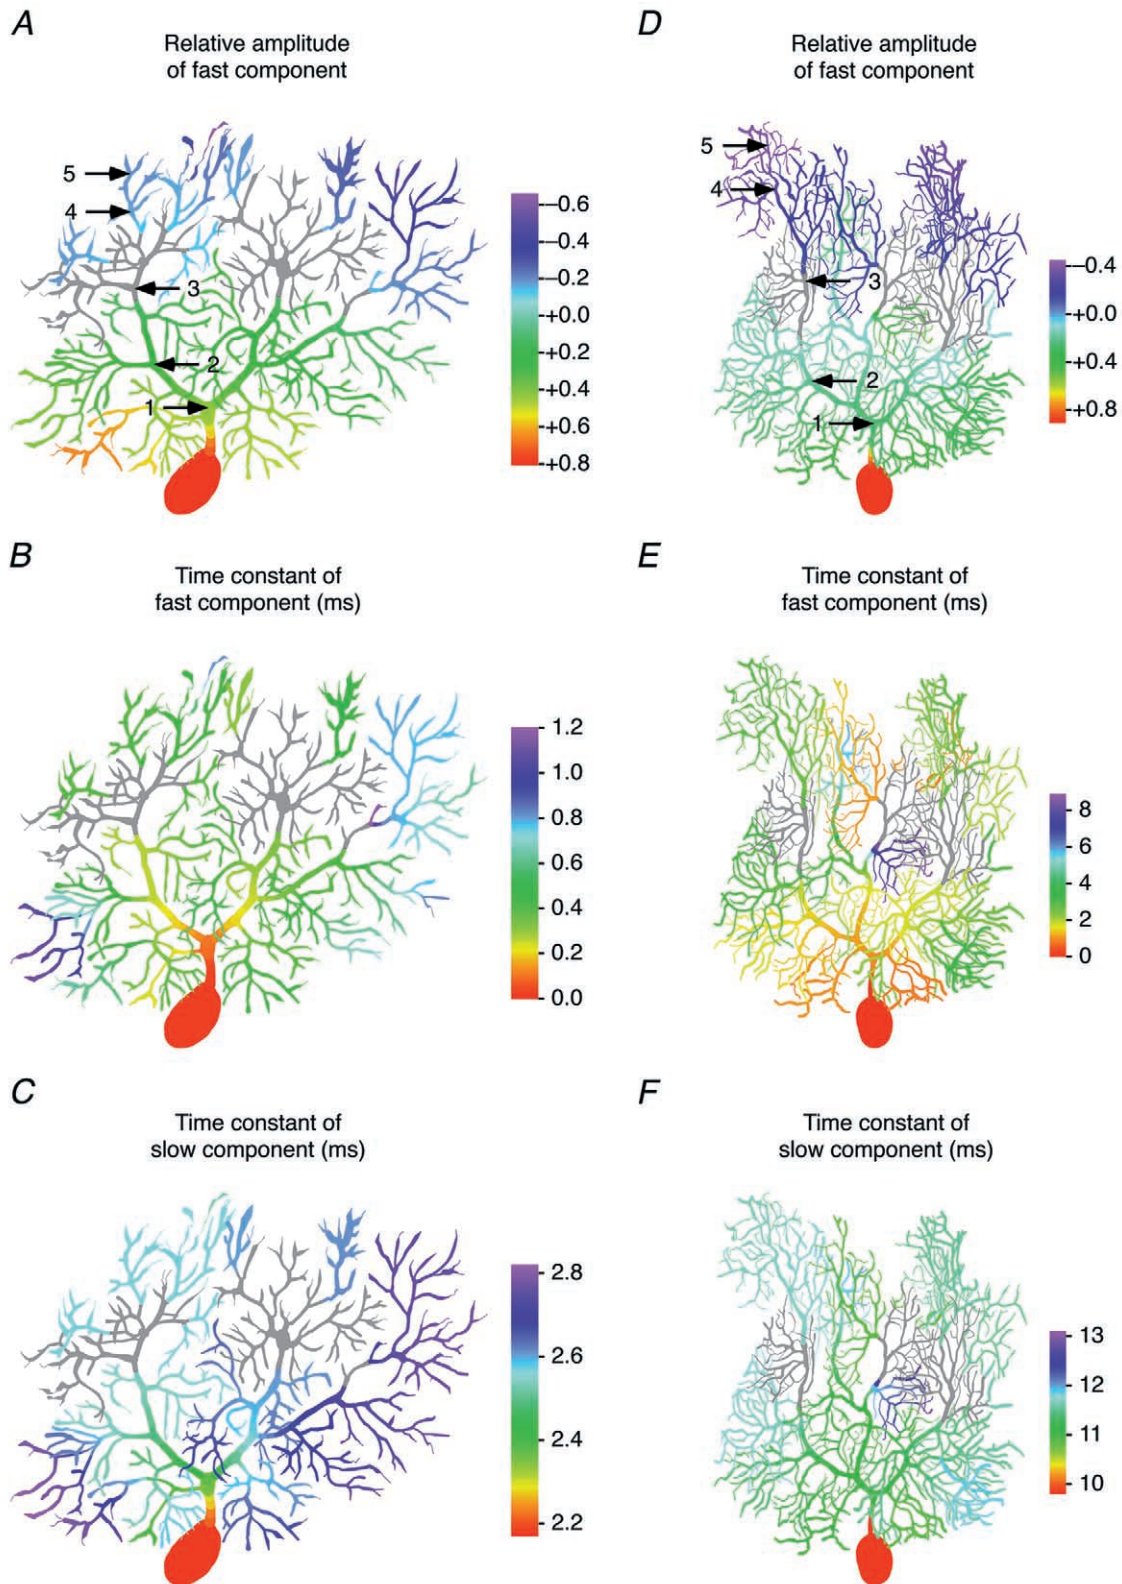 A
Relative amplitude
of fast component
5
4
3
2
1
-–0.6
-–0.4
-–0.2
-+0.0
-+0.2
-+0.4
-+0.6
-+0.8
D
Relative amplitude
of fast component
5
4
3
2
1
-–0.4
-+0.0
-+0.4
-+0.8
B
Time constant of
fast component (ms)
- 1.2
- 1.0
- 0.8
- 0.6
- 0.4
- 0.2
- 0.0
E
Time constant of
fast component (ms)
- 8
- 6
- 4
- 2
- 0
C
Time constant of
slow component (ms)
- 2.8
- 2.6
- 2.4
- 2.2
F
Time constant of
slow component (ms)
- 13
- 12
- 11
- 10